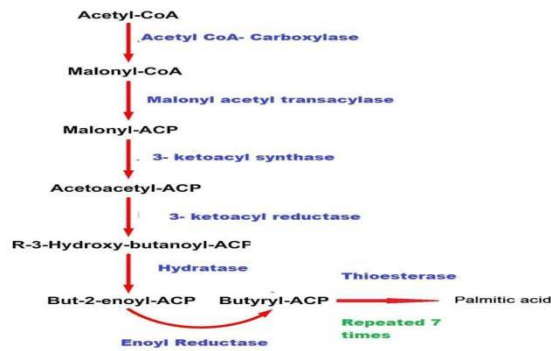 Acetyl-CoA
Acetyl CoA- Carboxylase
Malonyl-CoA
Malonyl acetyl transacylase
Malonyl-ACP
3- ketoacyl synthase
Acetoacetyl-ACP
3- ketoacyl reductase
R-3-Hydroxy-butanoyl-ACP
Hydratase
Thioesterase
But-2-enoyl-ACP Butyryl-ACP Palmitic acid
Repeated 7
times
Enoyl Reductase